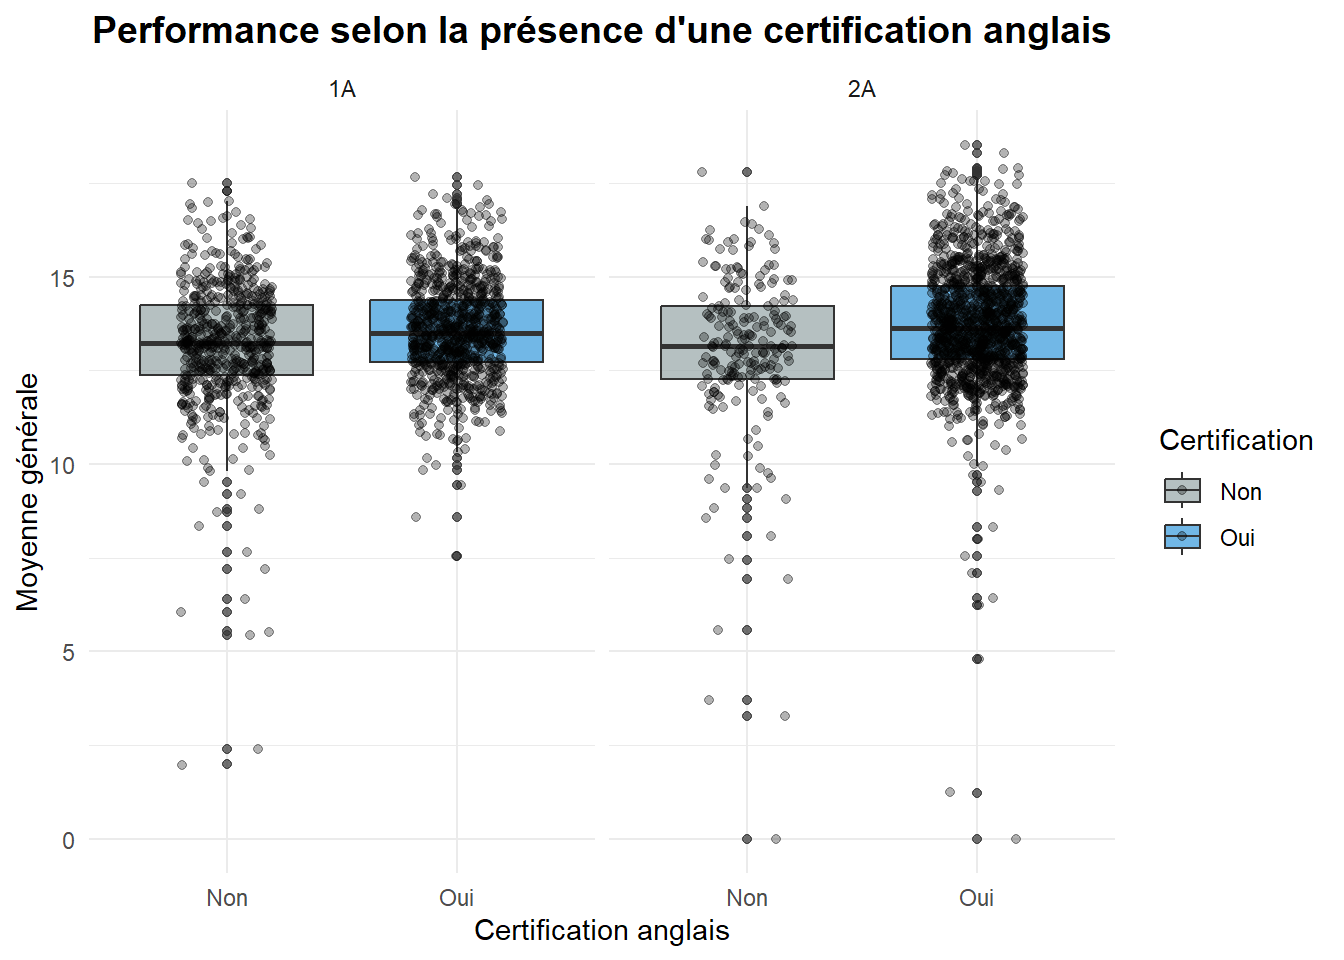 Performance selon la présence d'une certification anglais
1A
2A
Moyenne générale
15
10
5
0
Non
Oui
Non
Oui
Certification anglais
Certification
Non
Oui